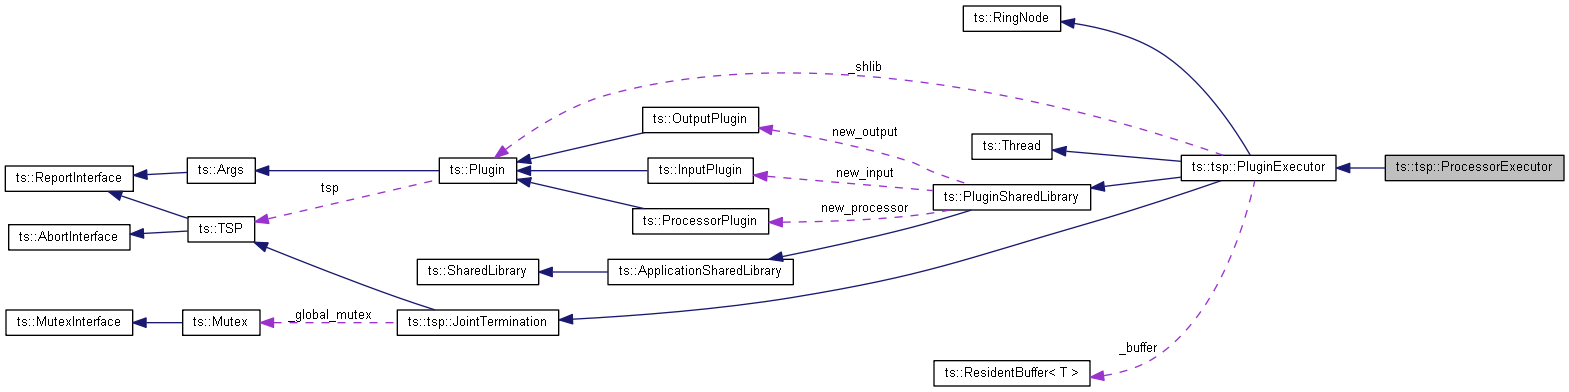 ts::RingNode
_shlib
ts::OutputPlugin
new_output
ts::Thread
ts::ReportInterface
ts::Args
ts::Plugin
ts::InputPlugin
new_input
ts::tsp::PluginExecutor
ts::tsp::ProcessorExecutor
tsp
ts::PluginSharedLibrary
new_processor
ts::ProcessorPlugin
ts::AbortInterface
ts::TSP
ts::SharedLibrary
ts::ApplicationSharedLibrary
ts::MutexInterface
ts::Mutex
_global_mutex
ts::tsp::JointTermination
_buffer
ts::ResidentBuffer< T >